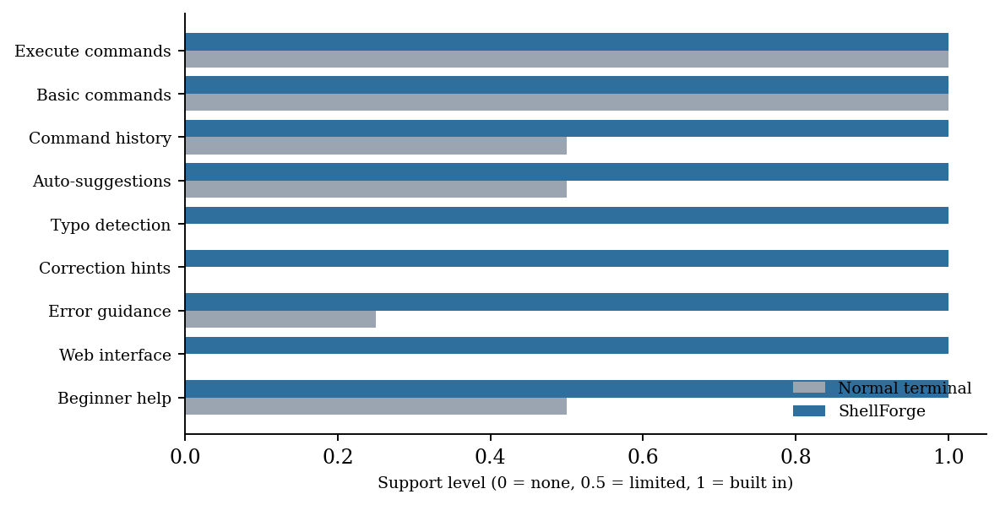 Execute commands
Basic commands
Command history
Auto-suggestions
Typo detection
Correction hints
Error guidance
Web interface
Beginner help
Normal terminal
ShellForge
0.0 0.2 0.4 0.6 0.8 1.0
Support level (0 = none, 0.5 = limited, 1 = built in)